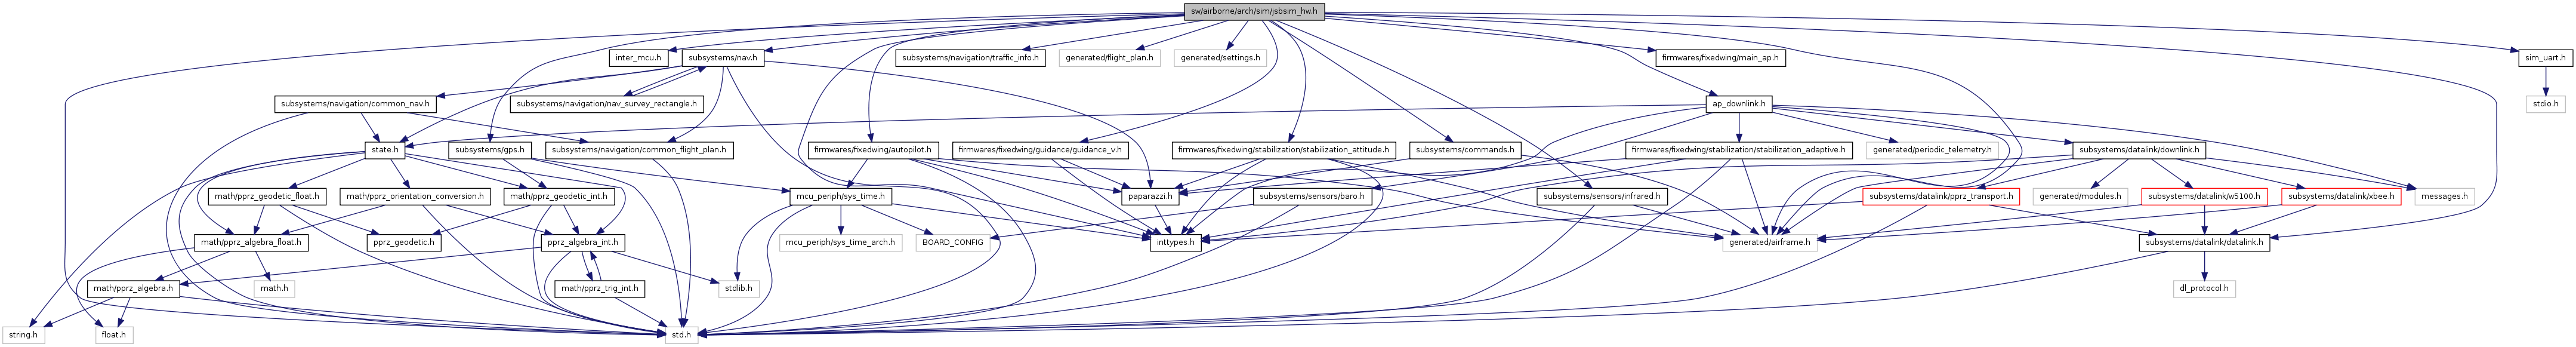 sw/airborne/arch/sim/jsbsim_hw.h
inter_mcu.h
subsystems/nav.h
subsystems/navigation/traffic_info.h
generated/flight_plan.h
generated/settings.h
firmwares/fixedwing/main_ap.h
sim_uart.h
subsystems/navigation/common_nav.h
subsystems/navigation/nav_survey_rectangle.h
ap_downlink.h
stdio.h
state.h
subsystems/gps.h
subsystems/navigation/common_flight_plan.h
firmwares/fixedwing/autopilot.h
firmwares/fixedwing/guidance/guidance_v.h
firmwares/fixedwing/stabilization/stabilization_attitude.h
subsystems/commands.h
firmwares/fixedwing/stabilization/stabilization_adaptive.h
generated/periodic_telemetry.h
subsystems/datalink/downlink.h
math/pprz_geodetic_float.h
math/pprz_orientation_conversion.h
math/pprz_geodetic_int.h
mcu_periph/sys_time.h
paparazzi.h
subsystems/sensors/baro.h
subsystems/sensors/infrared.h
subsystems/datalink/pprz_transport.h
generated/modules.h
subsystems/datalink/w5100.h
subsystems/datalink/xbee.h
messages.h
math/pprz_algebra_float.h
pprz_geodetic.h
pprz_algebra_int.h
mcu_periph/sys_time_arch.h
BOARD_CONFIG
inttypes.h
generated/airframe.h
subsystems/datalink/datalink.h
math/pprz_algebra.h
math.h
math/pprz_trig_int.h
stdlib.h
dl_protocol.h
string.h
float.h
std.h